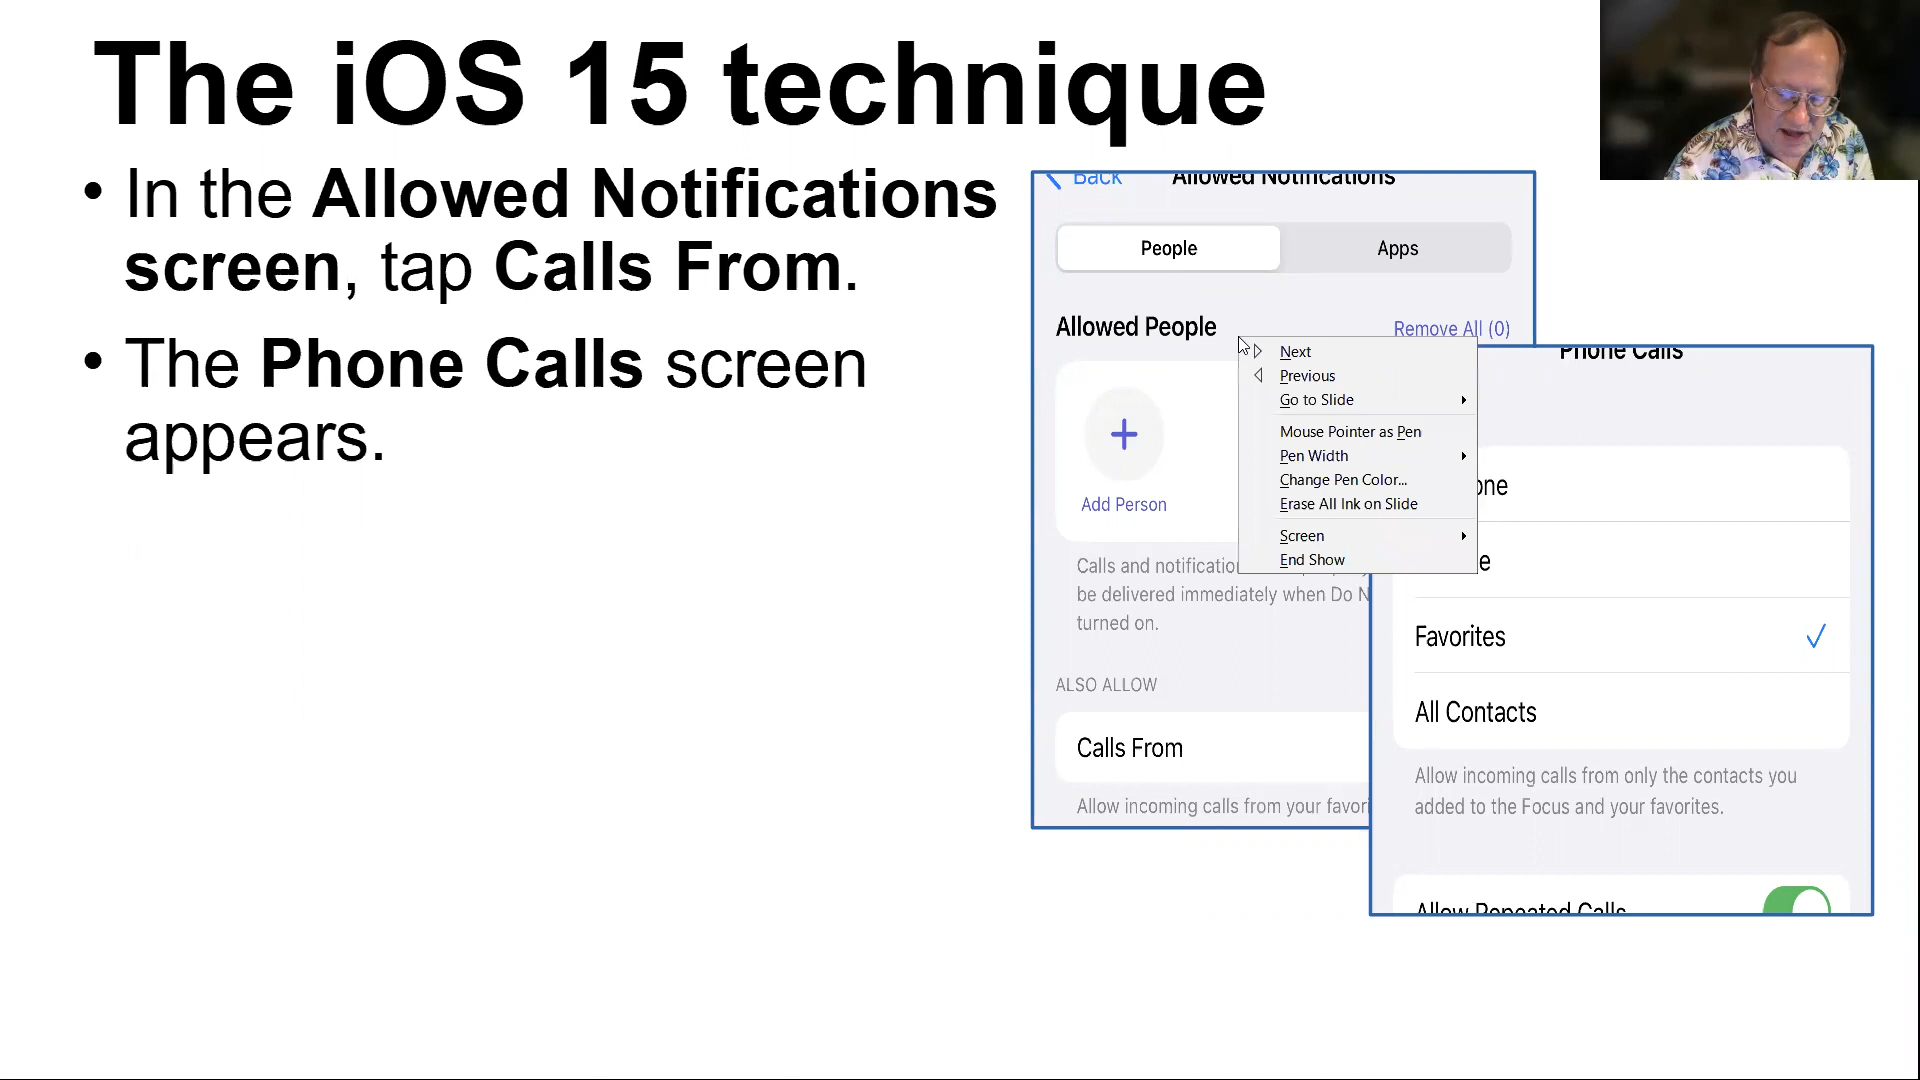 The iOS 15 technique
• In the Allowed Notifications
screen, tap Calls From.
• The Phone Calls screen
appears.
Back Allowed Notifications
People Apps
Allowed People Remove All (0)
Add Person
Calls and notification
be delivered immediately when Do N
turned on.
ALSO ALLOW
Calls From
Allow incoming calls from your favori
Next
Previous
Go to Slide
Mouse Pointer as Pen
Pen Width
Change Pen Color...
Erase All Ink on Slide
Screen
End Show
Phone Calls
one
e
Favorites
All Contacts
Allow incoming calls from only the contacts you
added to the Focus and your favorites.
Allow Repeated Calls